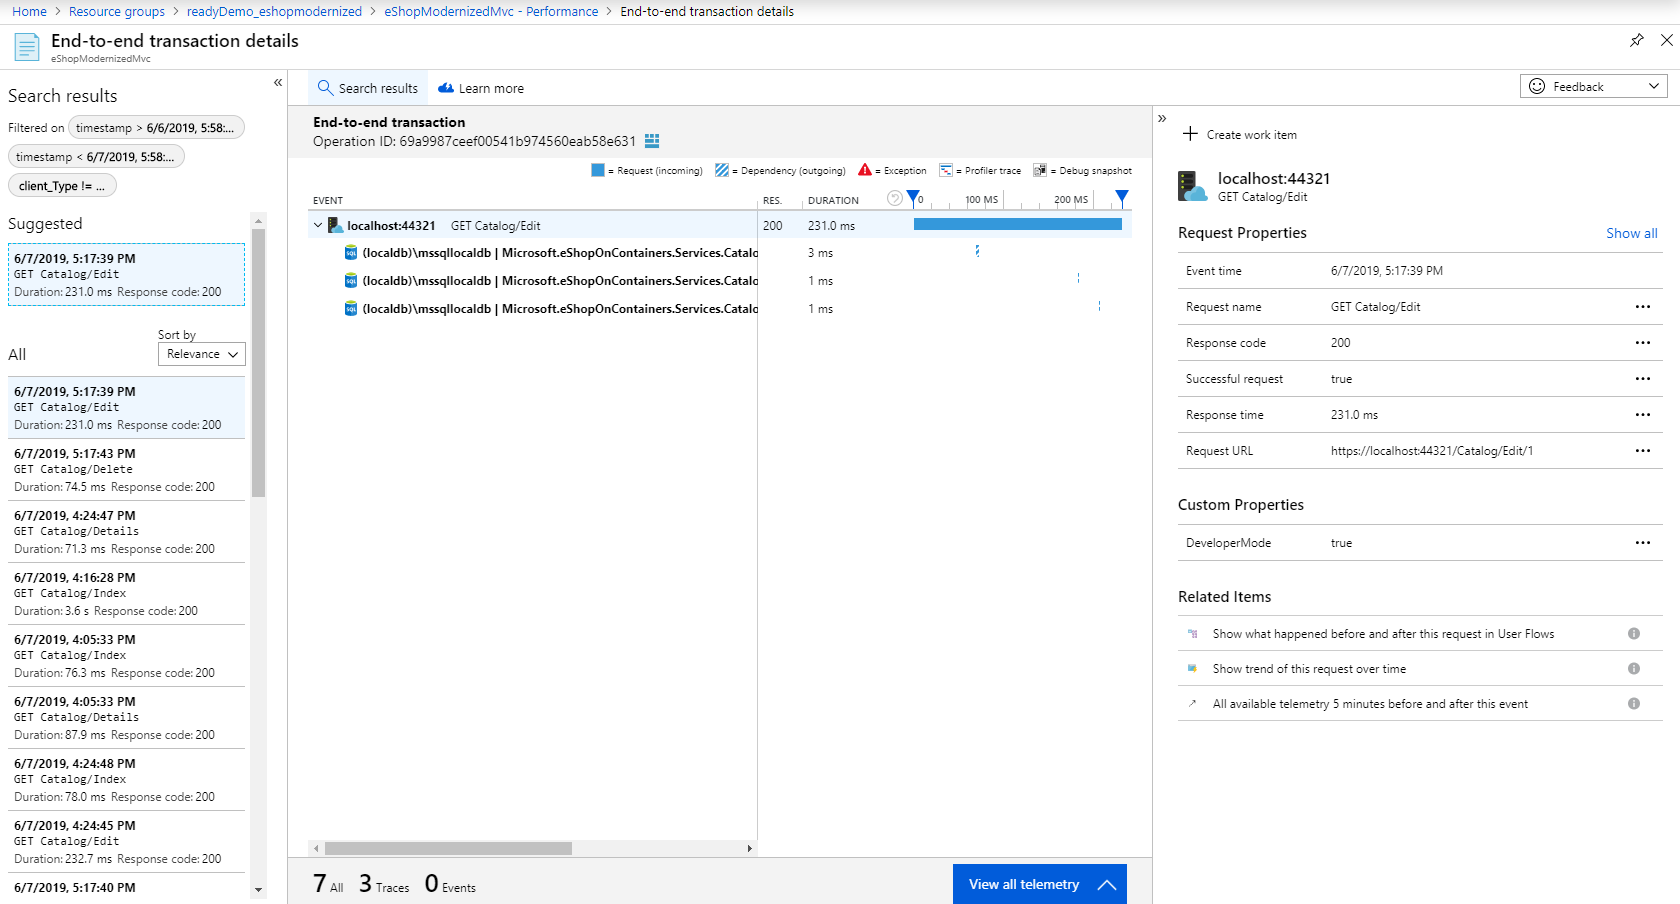 Home > Resource groups > readyDemo_eshopmodernized > eShopModernizedMvc - Performance > End-to-end transaction details
End-to-end transaction details
eShopModernizedMvc
Search results
Filtered on timestamp > 6/6/2019, 5:58:...
timestamp < 6/7/2019, 5:58:...
client_Type != ...
Suggested
6/7/2019, 5:17:39 PM
GET Catalog/Edit
Duration: 231.0 ms Response code: 200
Sort by
All
Relevance
6/7/2019, 5:17:39 PM
GET Catalog/Edit
Duration: 231.0 ms Response code: 200
6/7/2019, 5:17:43 PM
GET Catalog/Delete
Duration: 74.5 ms Response code: 200
6/7/2019, 4:24:47 PM
GET Catalog/Details
Duration: 71.3 ms Response code: 200
6/7/2019, 4:16:28 PM
GET Catalog/Index
Duration: 3.6 s Response code: 200
6/7/2019, 4:05:33 PM
GET Catalog/Index
Duration: 76.3 ms Response code: 200
6/7/2019, 4:05:33 PM
GET Catalog/Details
Duration: 87.9 ms Response code: 200
6/7/2019, 4:24:48 PM
GET Catalog/Index
Duration: 78.0 ms Response code: 200
6/7/2019, 4:24:45 PM
GET Catalog/Edit
Duration: 232.7 ms Response code: 200
6/7/2019, 5:17:40 PM
Search results
Learn more
Feedback
End-to-end transaction
Operation ID: 69a9987ceef00541b974560eab58e631
= Request (incoming) = Dependency (outgoing) = Exception = Profiler trace = Debug snapshot
EVENT RES. DURATION 0 100 MS 200 MS
localhost:44321 GET Catalog/Edit 200 231.0 ms
(localdb)\mssqllocaldb | Microsoft.eShopOnContainers.Services.Catalo 3 ms
(localdb)\mssqllocaldb | Microsoft.eShopOnContainers.Services.Catalo 1 ms
(localdb)\mssqllocaldb | Microsoft.eShopOnContainers.Services.Catalo 1 ms
7 All 3 Traces 0 Events
View all telemetry
Create work item
localhost:44321
GET Catalog/Edit
Request Properties Show all
Event time 6/7/2019, 5:17:39 PM
Request name GET Catalog/Edit ...
Response code 200 ...
Successful request true ...
Response time 231.0 ms ...
Request URL https://localhost:44321/Catalog/Edit/1 ...
Custom Properties
DeveloperMode true ...
Related Items
Show what happened before and after this request in User Flows
Show trend of this request over time
All available telemetry 5 minutes before and after this event